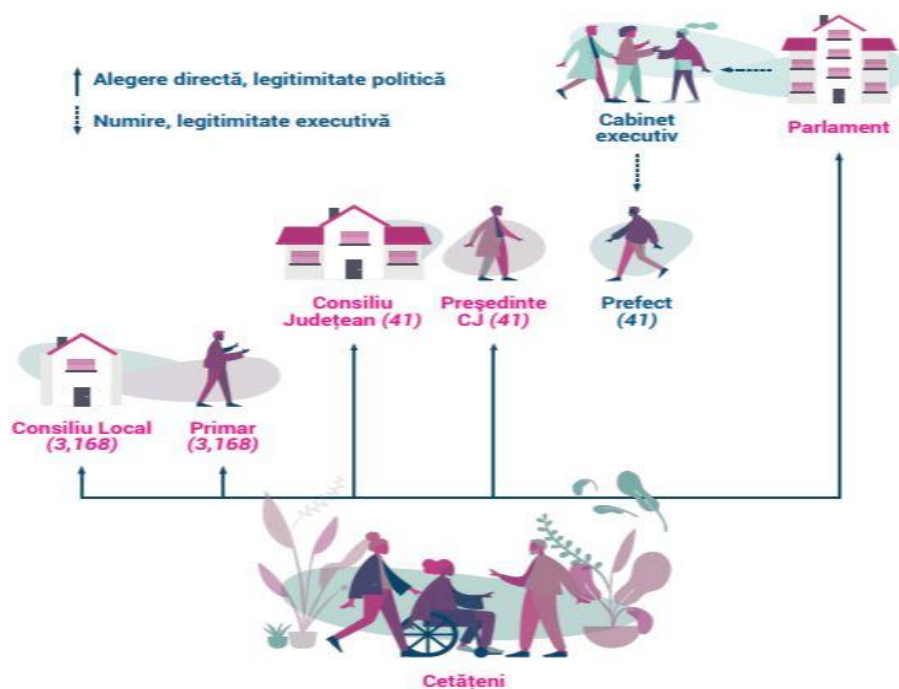 Alegere directă, legitimitate politică
Numire, legitimitate executivă
Cabinet
executiv
Parlament
Consiliu
Județean (41)
Președinte
CJ (41)
Prefect
(41)
Consiliu Local
(3,168)
Primar
(3,168)
Cetățeni